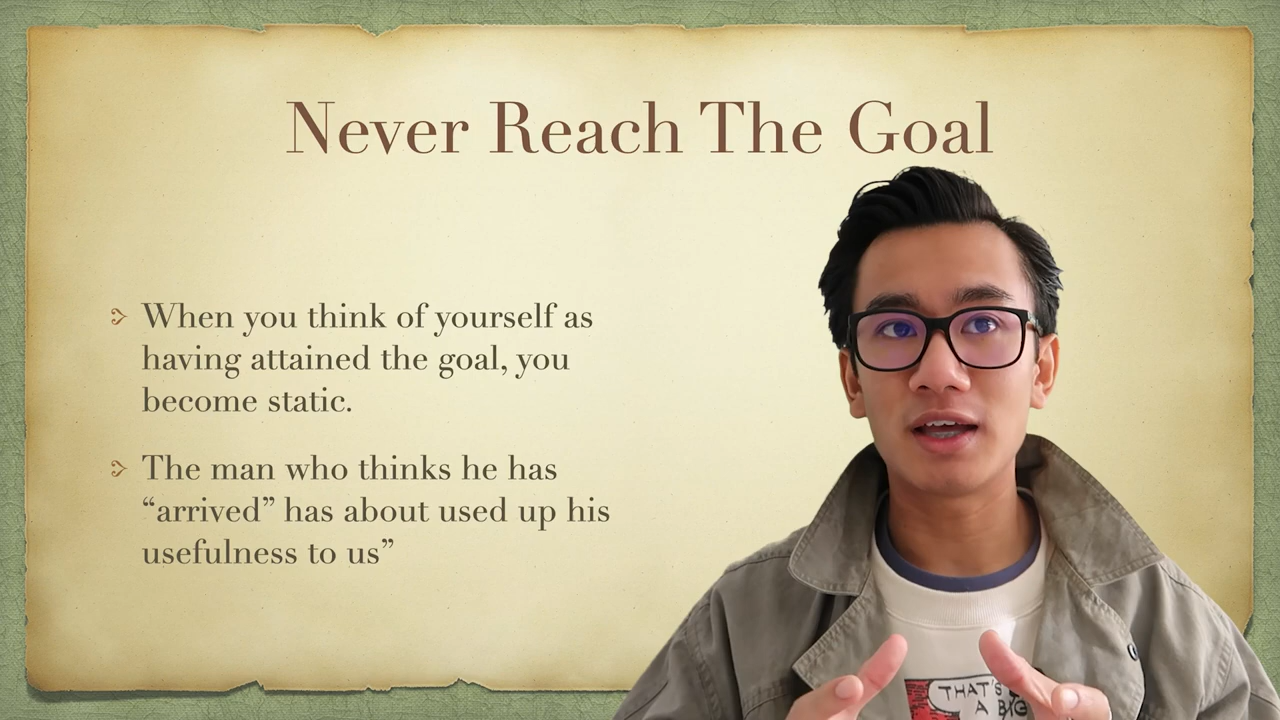 Never Reach The Goal
When you think of yourself as
having attained the goal, you
become static.
The man who thinks he has
“arrived” has about used up his
usefulness to us”
THAT'S
A BIG